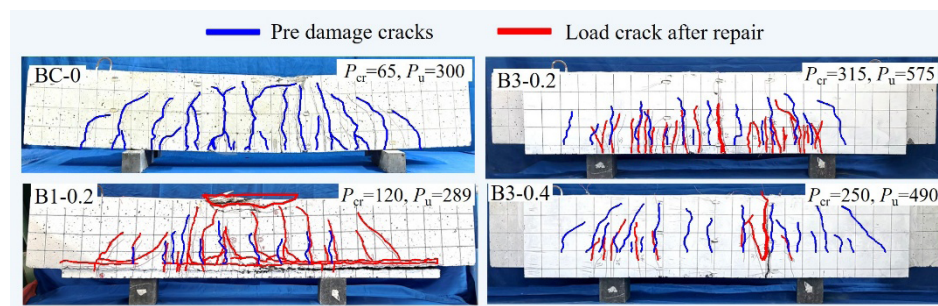 Pre damage cracks
Load crack after repair
BC-0
Pcr=65, Pu=300
B3-0.2
Pcr=315, Pu=575
B1-0.2
Pcr=120, Pu=289
B3-0.4
Pcr=250, Pu=490